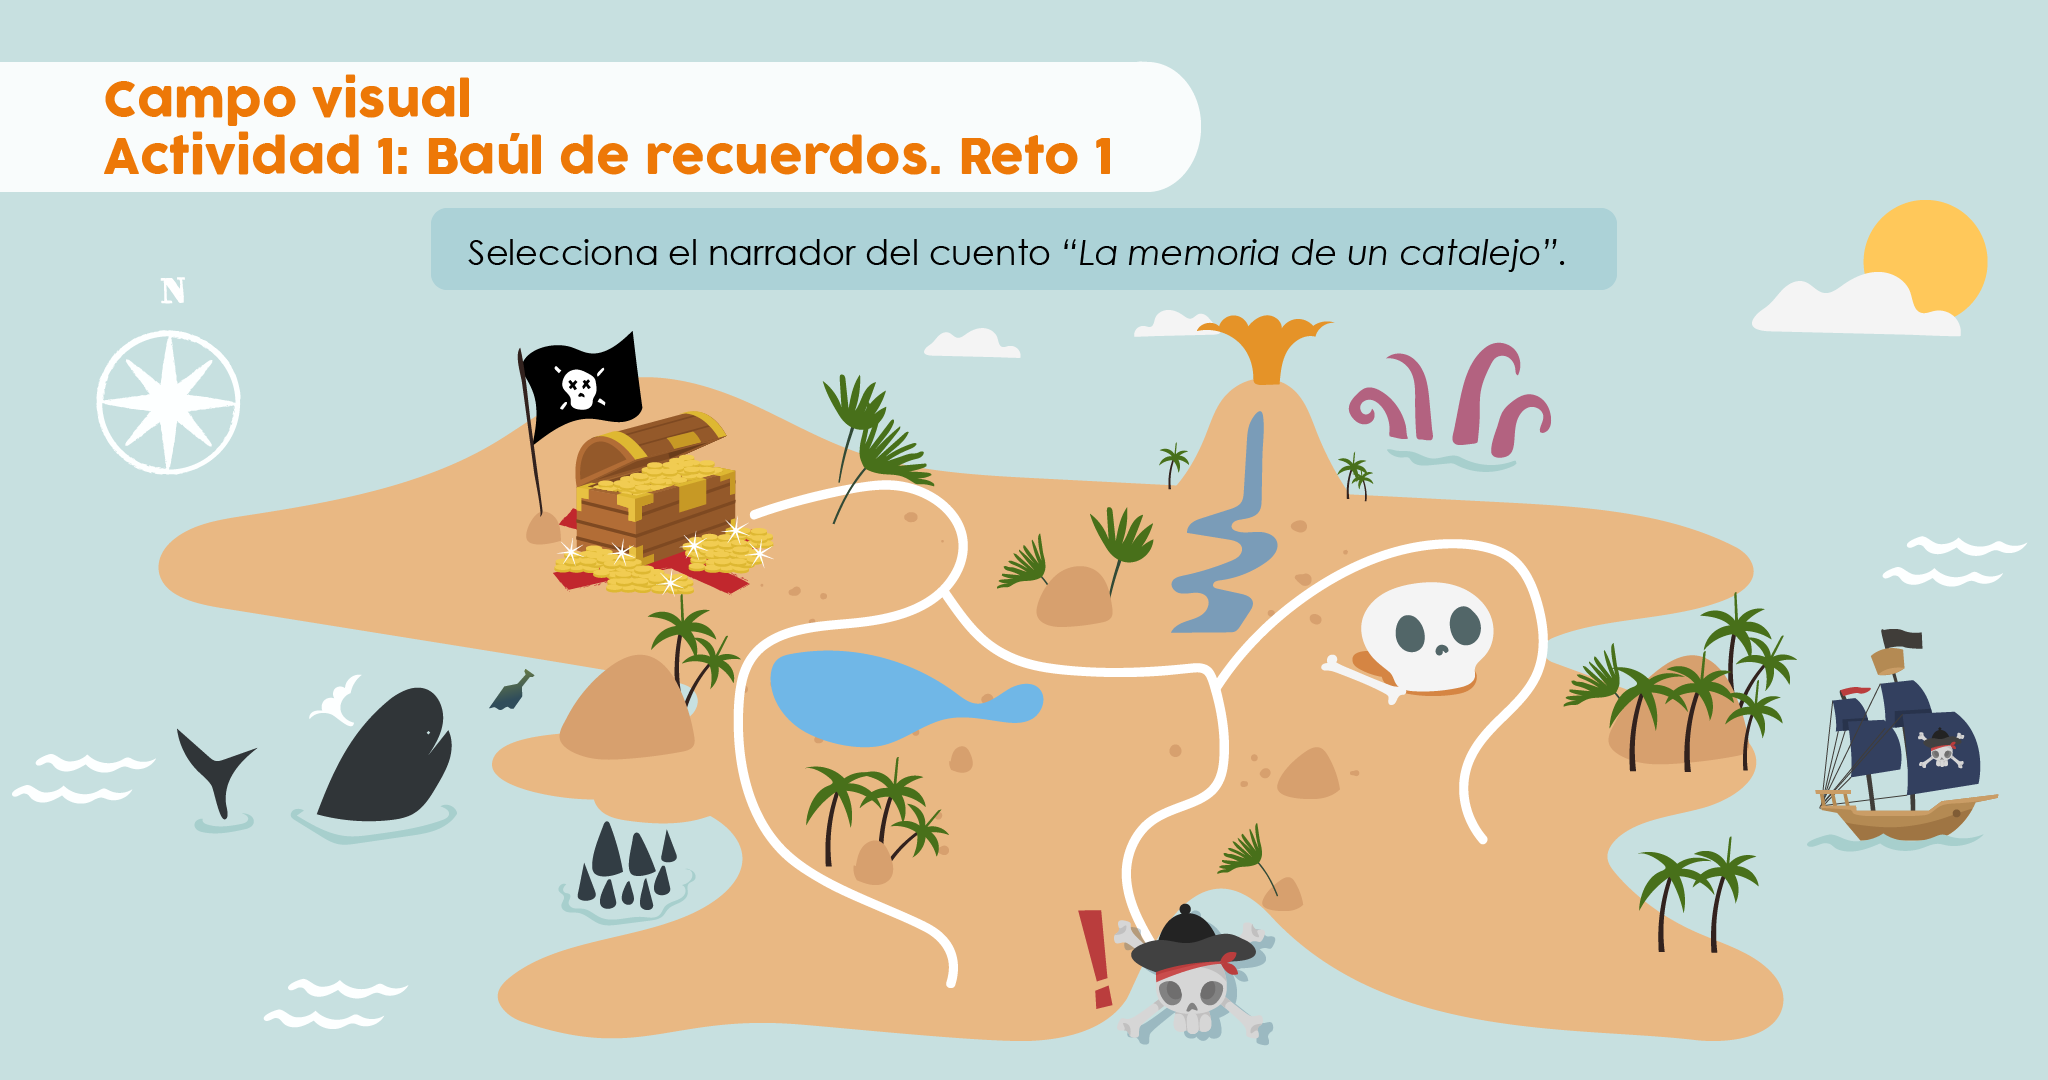 Campo visual
Actividad 1: Baúl de recuerdos. Reto 1
Selecciona el narrador del cuento “La memoria de un catalejo”.
N